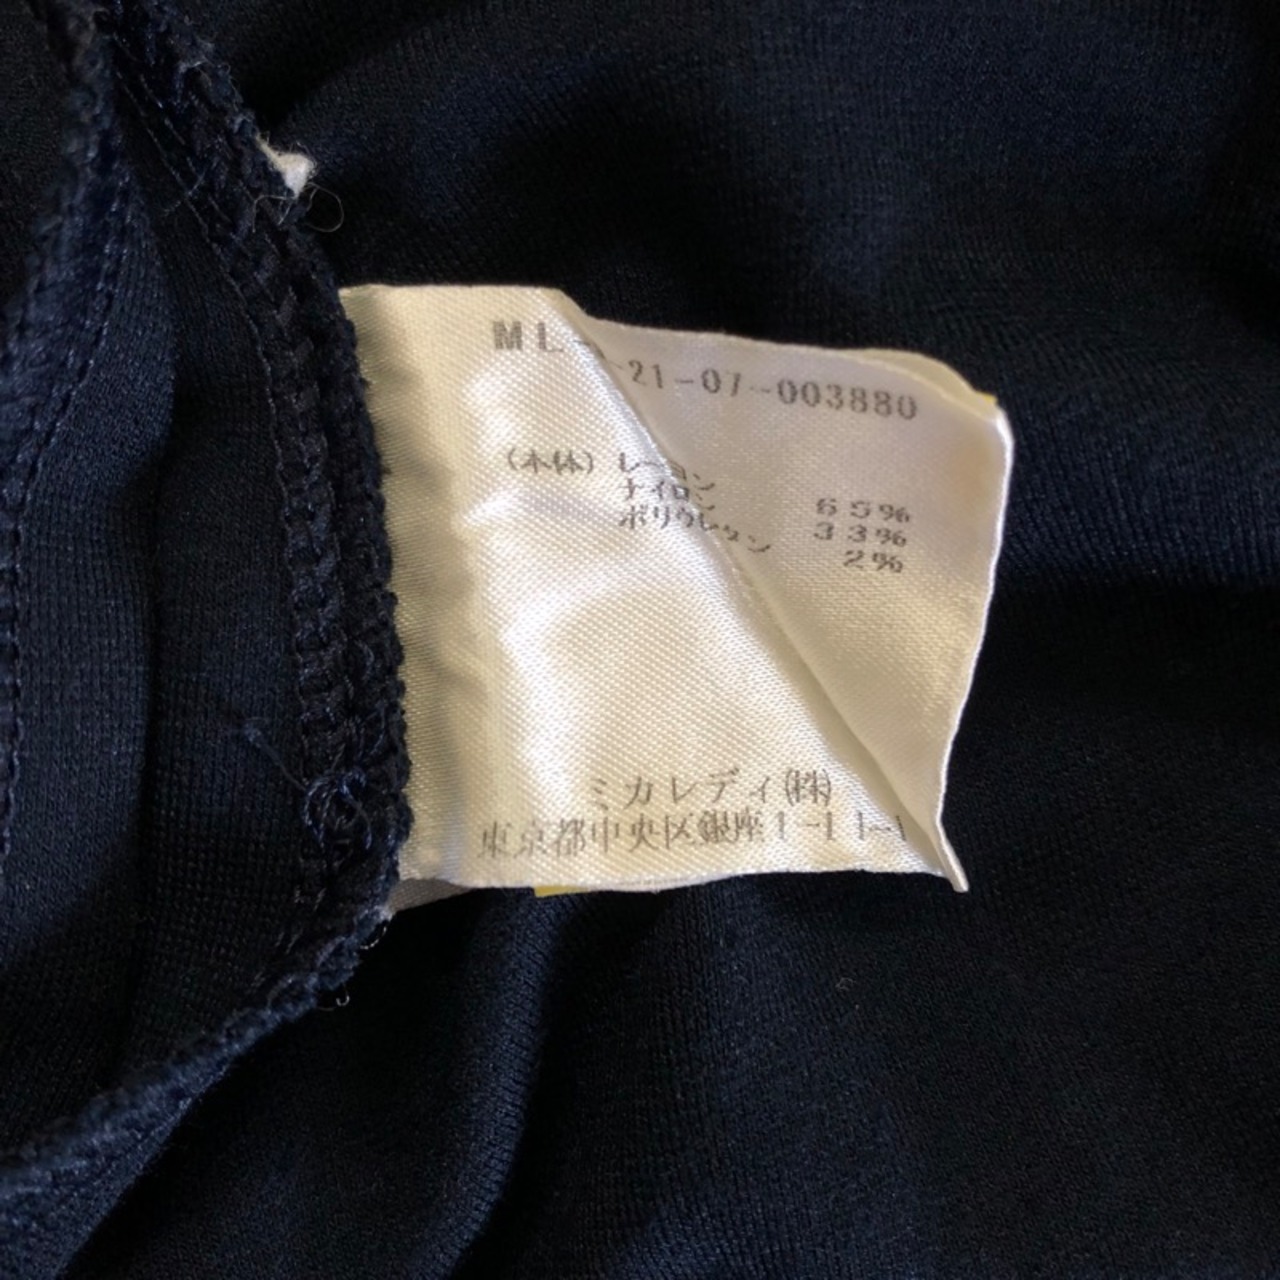 ML
21-07-003880
(本体) レーヨン 65%
ナイロン 33%
ポリウレタン 2%
ミカレディ(株)
東京都中央区銀座1-11-1